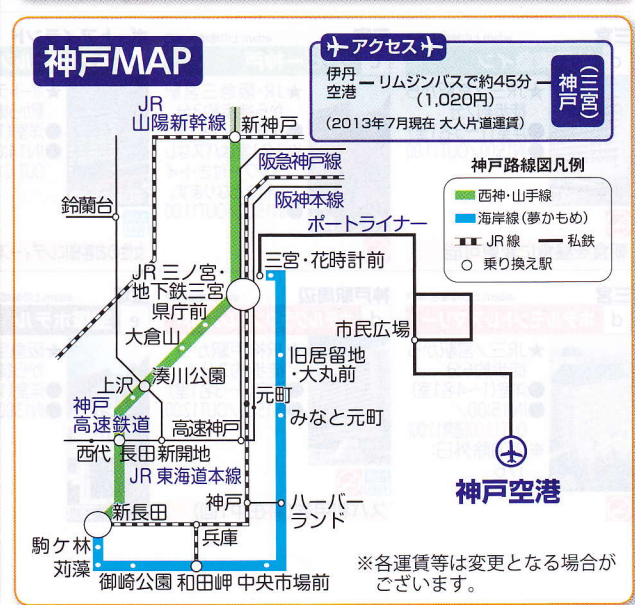 神戸MAP
アクセス
伊丹
空港
リムジンバスで約45分
(1,020円)
神戸
(三宮)
(2013年7月現在 大人片道運賃)
神戸路線図凡例
西神・山手線
海岸線(夢かもめ)
JR線
私鉄
乗り換え駅
JR
山陽新幹線
新神戸
阪急神戸線
阪神本線
ポートライナー
鈴蘭台
JR 三ノ宮・
地下鉄三宮
三宮・花時計前
県庁前
大倉山
市民広場
旧居留地
・大丸前
上沢
湊川公園
元町
みなと元町
神戸
高速鉄道
高速神戸
西代
長田
新開地
JR 東海道本線
神戸空港
新長田
神戸
ハーバー
ランド
兵庫
駒ケ林
苅藻
御崎公園
和田岬
中央市場前
※各運賃等は変更となる場合が
ございます。